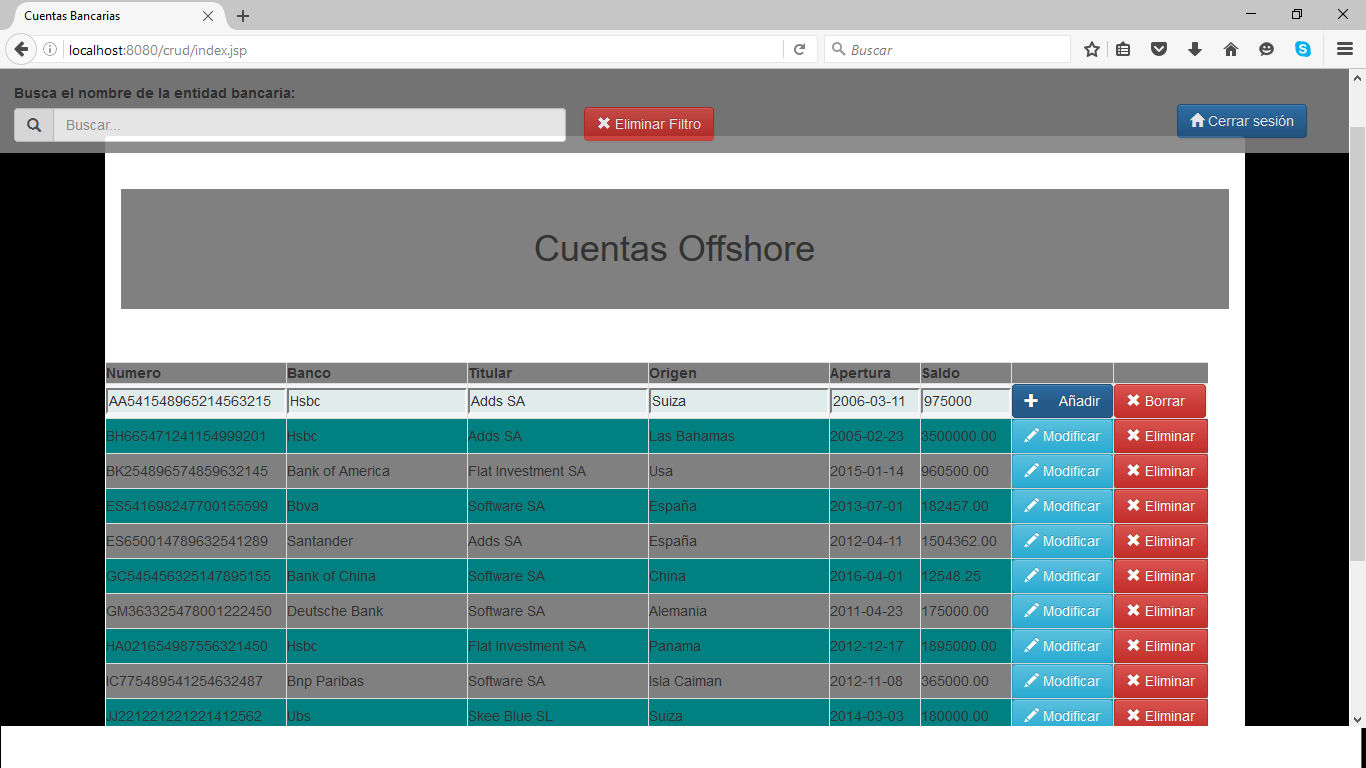 Cuentas Bancarias
localhost:8080/crud/index.jsp
Buscar
Busca el nombre de la entidad bancaria:
Buscar...
Eliminar Filtro
Cerrar sesión
Cuentas Offshore
Numero Banco Titular Origen Apertura Saldo
AA541548965214563215 Hsbc Adds SA Suiza 2006-03-11 975000 Añadir Borrar
BH665471241154999201 Hsbc Adds SA Las Bahamas 2005-02-23 3500000.00 Modificar Eliminar
BK254896574859632145 Bank of America Flat Investment SA Usa 2015-01-14 960500.00 Modificar Eliminar
ES541698247700155599 Bbva Software SA España 2013-07-01 182457.00 Modificar Eliminar
ES650014789632541289 Santander Adds SA España 2012-04-11 1504362.00 Modificar Eliminar
GC545456325147895155 Bank of China Software SA China 2016-04-01 12548.25 Modificar Eliminar
GM363325478001222450 Deutsche Bank Software SA Alemania 2011-04-23 175000.00 Modificar Eliminar
HA021654987556321450 Hsbc Flat Investment SA Panama 2012-12-17 1895000.00 Modificar Eliminar
IC775489541254632487 Bnp Paribas Software SA Isla Caiman 2012-11-08 365000.00 Modificar Eliminar
JJ221221221221412562 Ubs Skee Blue SL Suiza 2014-03-03 180000.00 Modificar Eliminar